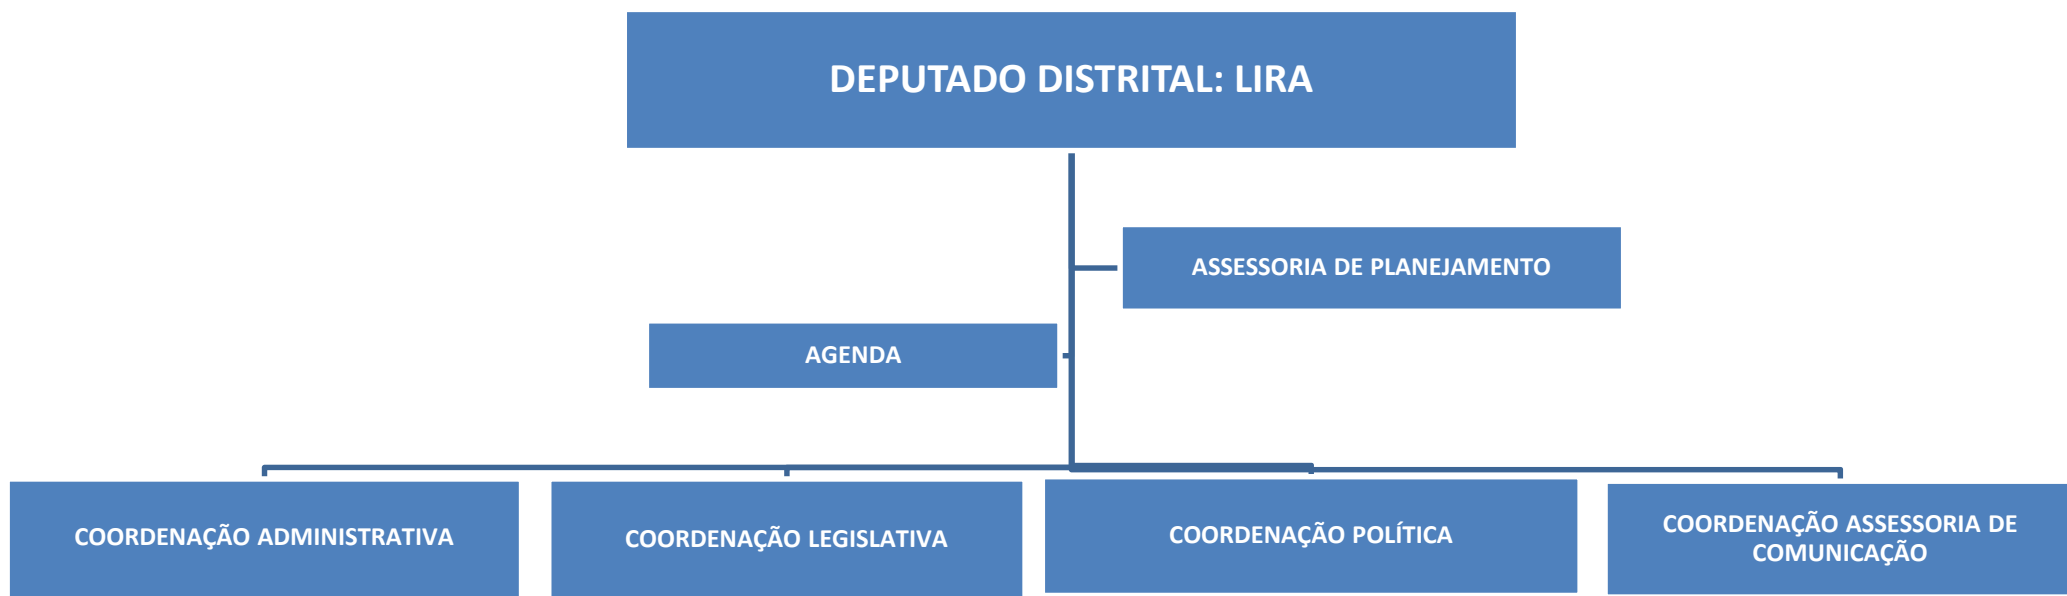 DEPUTADO DISTRITAL: LIRA
ASSESSORIA DE PLANEJAMENTO
AGENDA
COORDENAÇÃO ADMINISTRATIVA
COORDENAÇÃO LEGISLATIVA
COORDENAÇÃO POLÍTICA
COORDENAÇÃO ASSESSORIA DE
COMUNICAÇÃO